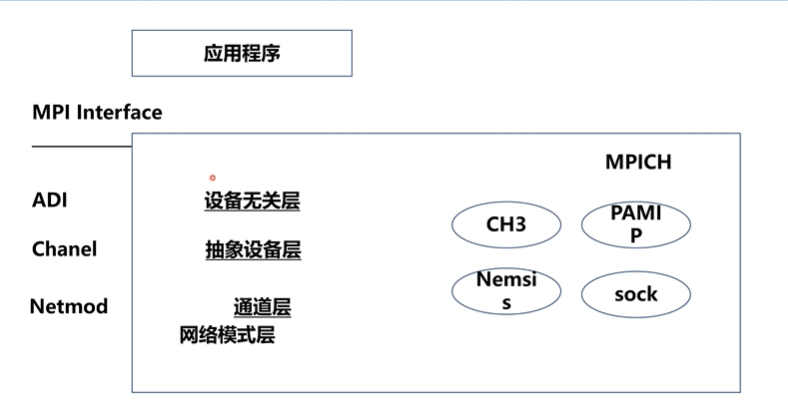 应用程序
MPI Interface
MPICH
ADI
设备无关层
CH3
PAMI
P
Chanel
抽象设备层
Nemsi
s
sock
Netmod
通道层
网络模式层